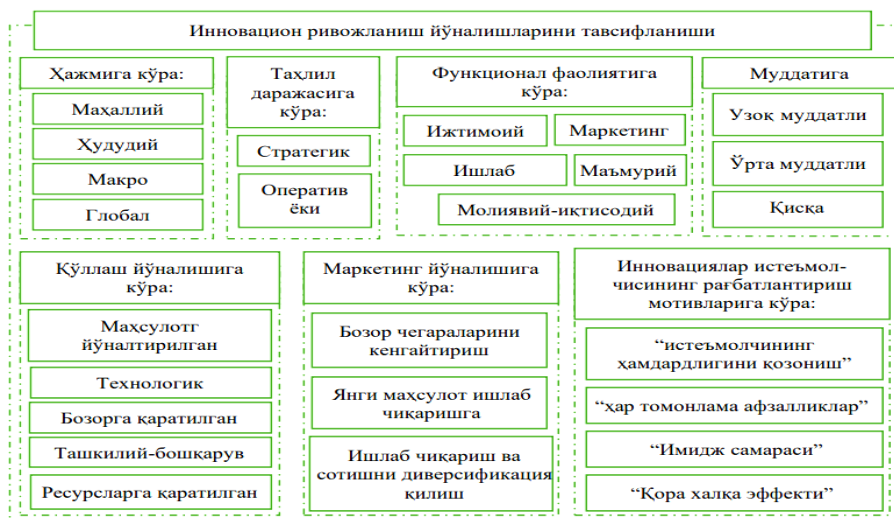 Инновацион ривожланиш йўналишларини тавсифланиши
Ҳажмига кўра:
Маҳаллий
Ҳудудий
Макро
Глобал
Таҳлил
даражасига
кўра:
Стратегик
Оператив
ёки
Функционал фаолиятига
кўра:
Ижтимоий
Маркетинг
Ишлаб
Маъмурий
Молиявий-иқтисодий
Муддатига
Узоқ муддатли
Ўрта муддатли
Қисқа
Қўллаш йўналишига
кўра:
Маҳсулотг
йўналтирилган
Технологик
Бозорга қаратилган
Ташкилий-бошқарув
Ресурсларга қаратилган
Маркетинг йўналишига
кўра:
Бозор чегараларини
кенгайтириш
Янги маҳсулот ишлаб
чиқаришга
Ишлаб чиқариш ва
сотишни диверсификация
қилиш
Инновациялар истеъмол-
чисининг рағбатлантириш
мотивларига кўра:
“истеъмолчининг
ҳамдардлигини қозониш”
“ҳар томонлама афзалликлар”
“Имидж самараси”
“Қора халқа эффекти”